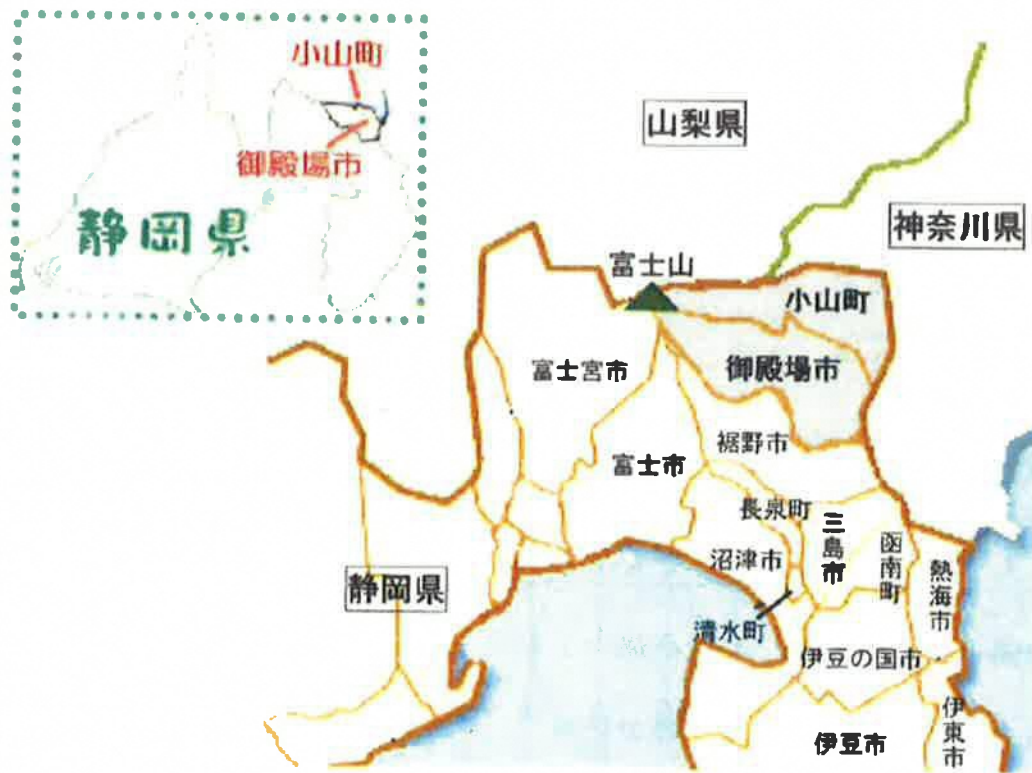 小山町
御殿場市
静岡県
山梨県
神奈川県
富士山
小山町
御殿場市
富士宮市
裾野市
富士市
長泉町
三島市
函南町
沼津市
熱海市
静岡県
清水町
伊豆の国市
伊東市
伊豆市